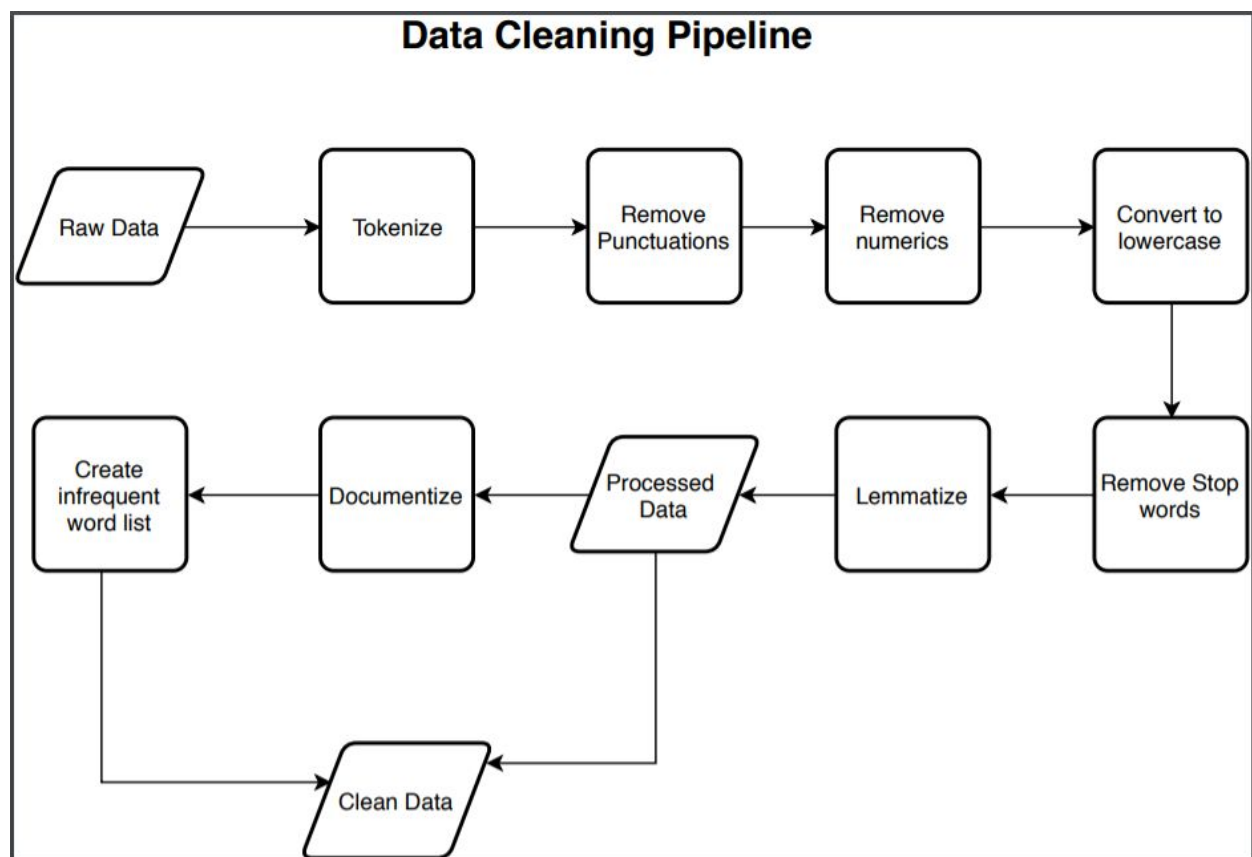 Data Cleaning Pipeline
Raw Data
Tokenize
Remove
Punctuations
Remove
numerics
Convert to
lowercase
Remove Stop
words
Lemmatize
Processed
Data
Documentize
Create
infrequent
word list
Clean Data